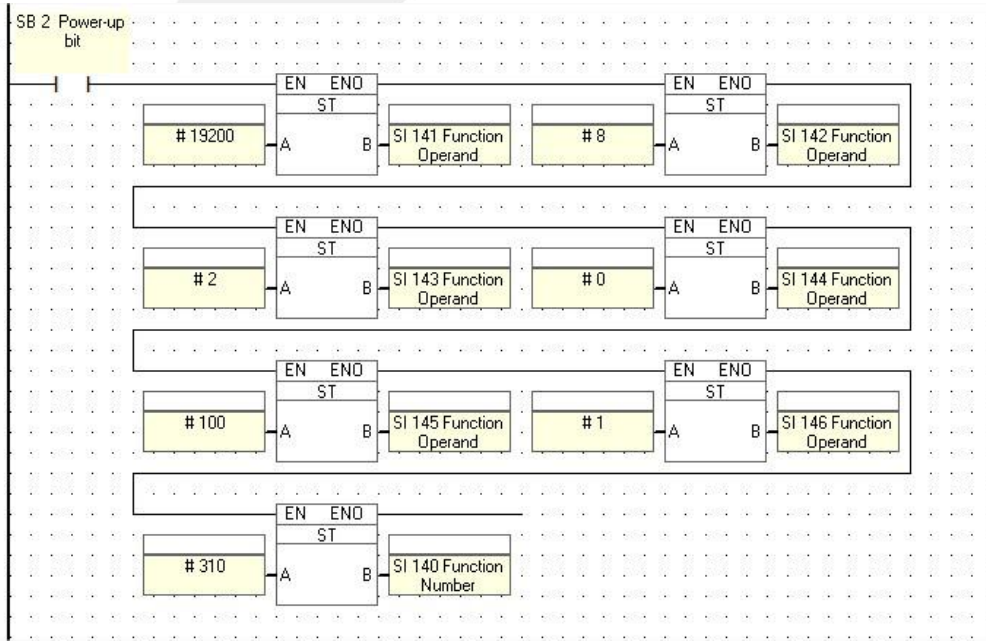 SB 2 Power-up
bit
EN ENO EN ENO
ST ST
# 19200 A B SI 141 Function Operand # 8 A B SI 142 Function Operand
EN ENO EN ENO
ST ST
# 2 A B SI 143 Function Operand # 0 A B SI 144 Function Operand
EN ENO EN ENO
ST ST
# 100 A B SI 145 Function Operand # 1 A B SI 146 Function Operand
EN ENO
ST
# 310 A B SI 140 Function Number